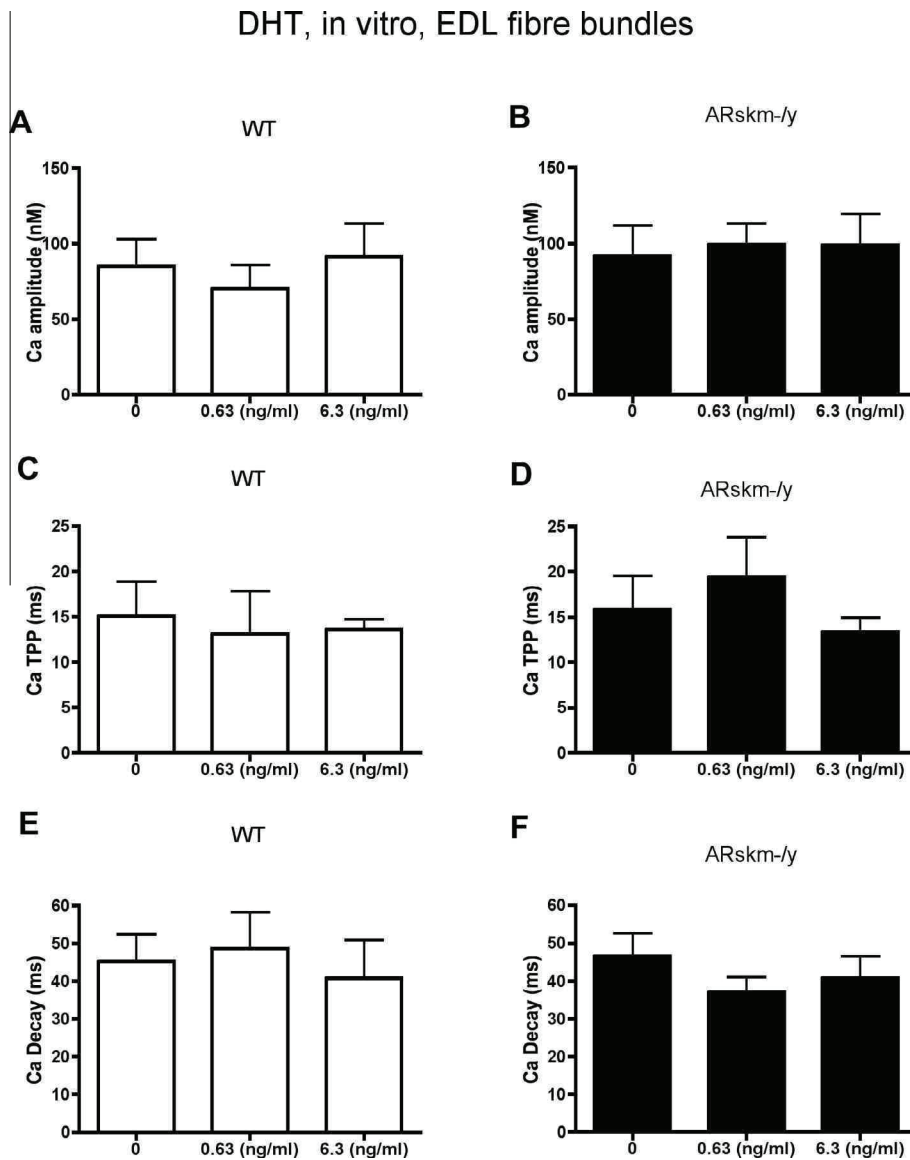 DHT, in vitro, EDL fibre bundles
A
WT
Ca amplitude (nM)
150
100
50
0
0
0.63 (ng/ml)
6.3 (ng/ml)
B
ARskm-/y
Ca amplitude (nM)
150
100
50
0
0
0.63 (ng/ml)
6.3 (ng/ml)
C
WT
Ca TPP (ms)
25
20
15
10
5
0
0
0.63 (ng/ml)
6.3 (ng/ml)
D
ARskm-/y
Ca TPP (ms)
25
20
15
10
5
0
0
0.63 (ng/ml)
6.3 (ng/ml)
E
WT
Ca Decay (ms)
60
50
40
30
20
10
0
0
0.63 (ng/ml)
6.3 (ng/ml)
F
ARskm-/y
Ca Decay (ms)
60
50
40
30
20
10
0
0
0.63 (ng/ml)
6.3 (ng/ml)